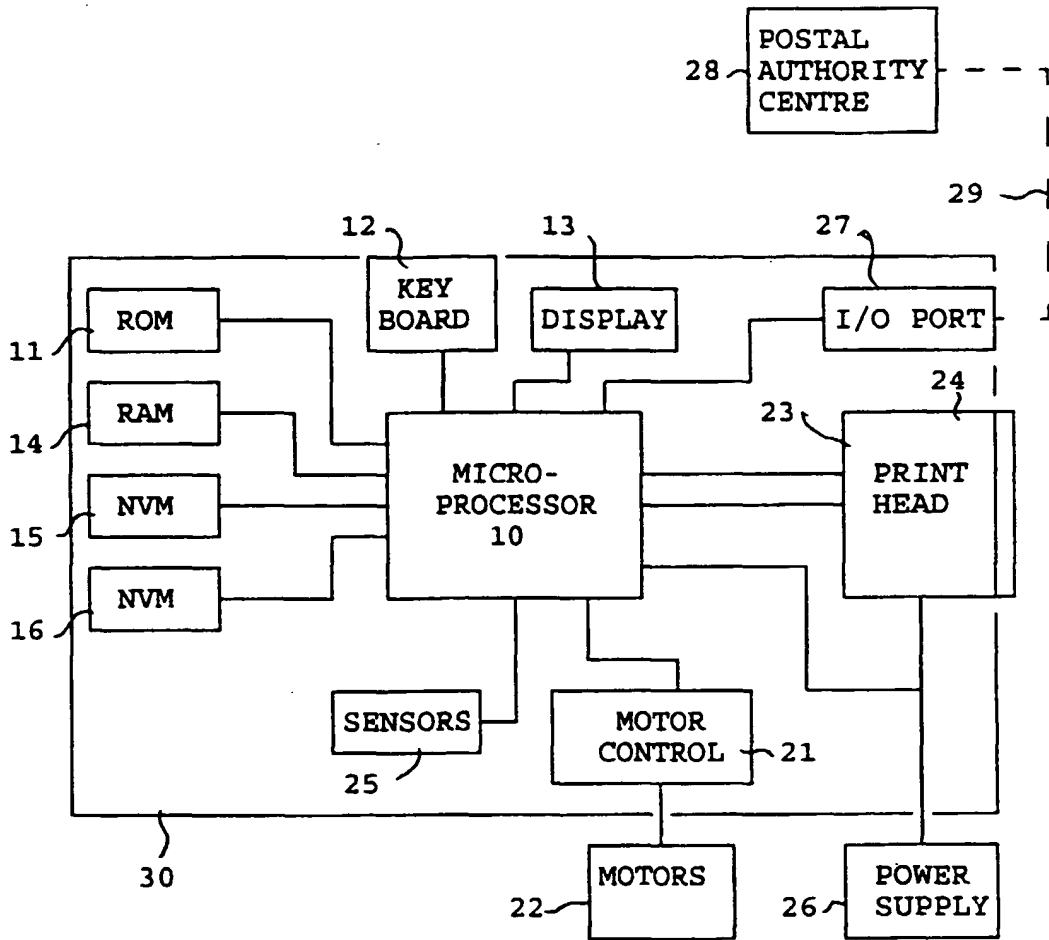 POSTAL
28 AUTHORITY
CENTRE
29
12 13 27
KEY
BOARD
ROM
DISPLAY
I/O PORT
11
24
RAM
23
14
MICRO-
PROCESSOR
10
PRINT
HEAD
NVM
15
NVM
16
SENSORS
25
MOTOR
CONTROL
21
30
MOTORS
22
POWER
SUPPLY
26